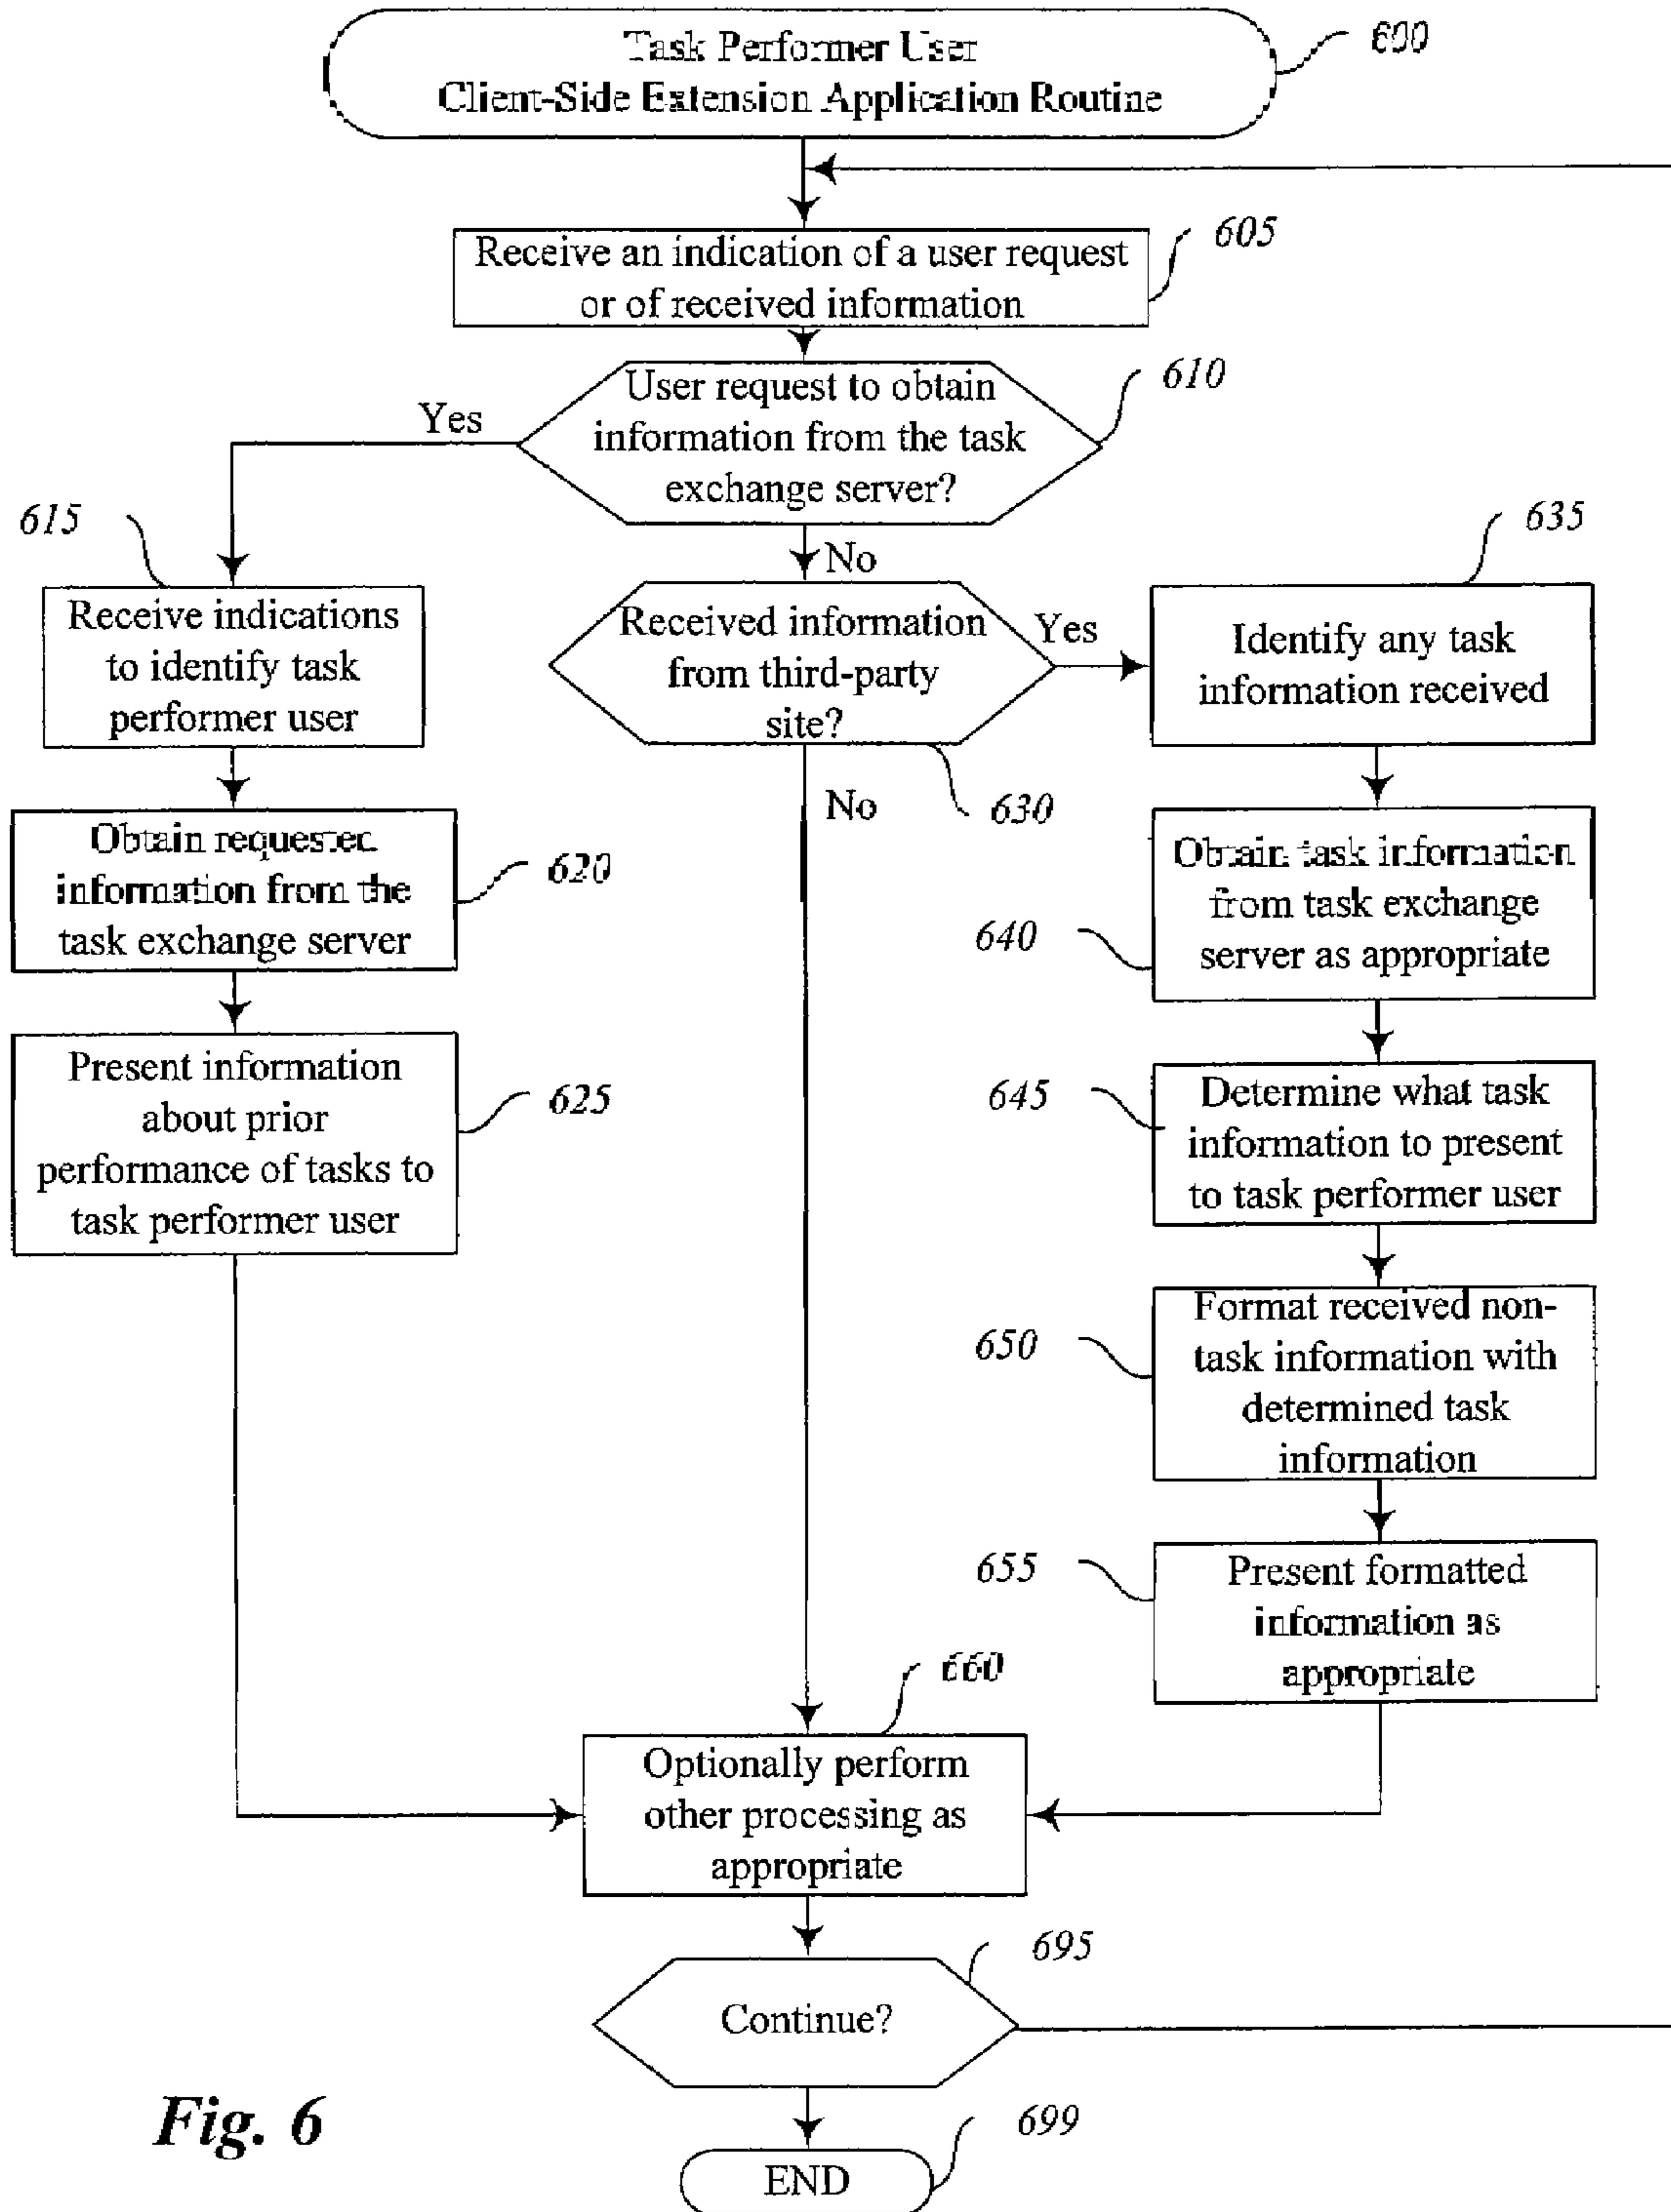 Task Performer User
Client-Side Extension Application Routine
600
Receive an indication of a user request
or of received information
605
User request to obtain
information from the task
exchange server?
610
Yes
No
615
Receive indications
to identify task
performer user
Received information
from third-party
site?
630
Yes
No
635
Identify any task
information received
Obtain requested
information from the
task exchange server
620
Obtain task information
from task exchange
server as appropriate
640
Present information
about prior
performance of tasks to
task performer user
625
645
Determine what task
information to present
to task performer user
650
Format received non-
task information with
determined task
information
655
Present formatted
information as
appropriate
660
Optionally perform
other processing as
appropriate
695
Continue?
699
END
Fig. 6